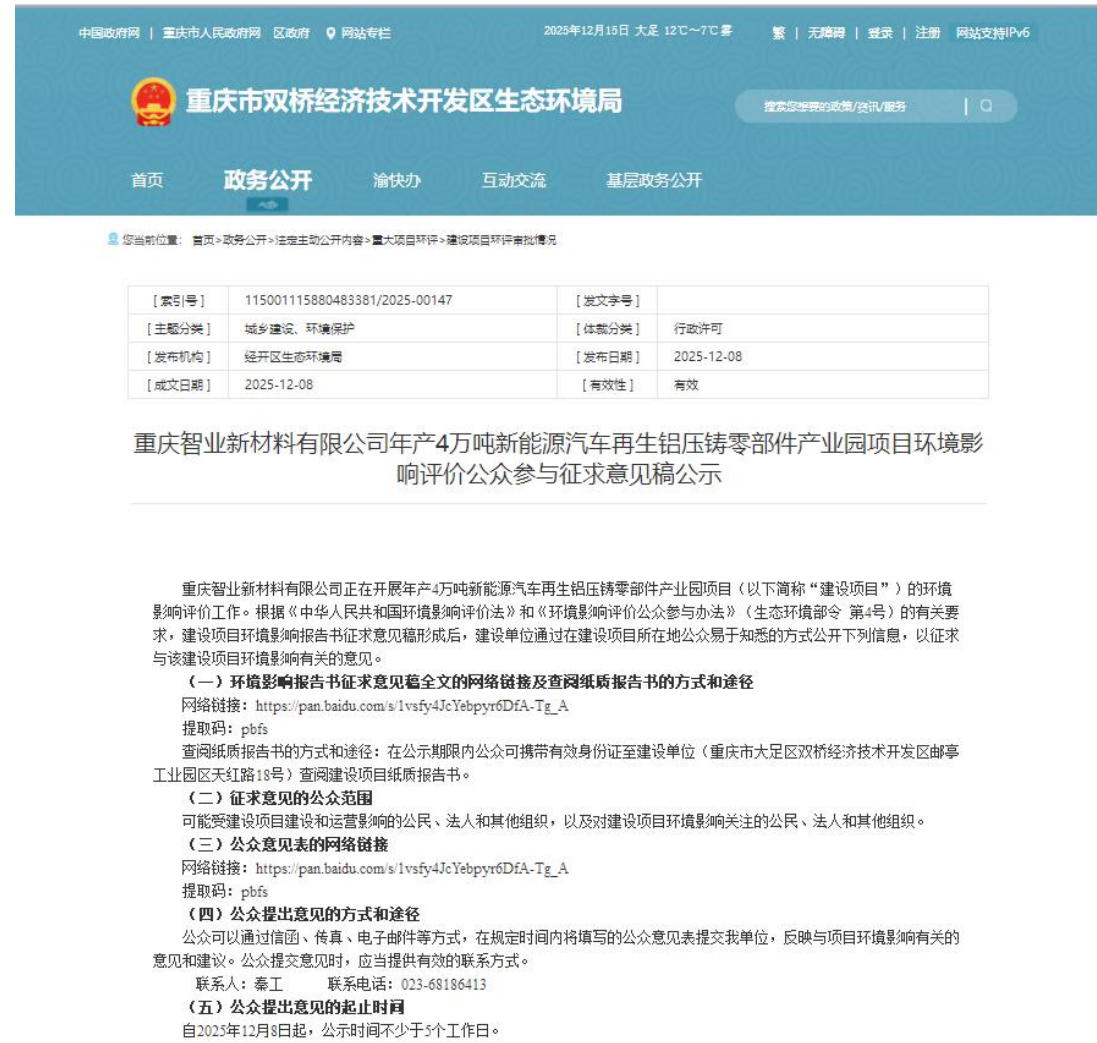 中国政府网 | 重庆市人民政府网 区政府 网站专栏 2025年12月15日 大足 12℃~7℃雾 繁 | 无障碍 | 登录 | 注册 网站支持IPv6
重庆市双桥经济技术开发区生态环境局 搜索您想要的政策/资讯/服务
首页 政务公开 渝快办 互动交流 基层政务公开
您当前位置： 首页>政务公开>法定主动公开内容>重大项目环评>建设项目环评审批情况
[ 索引号 ] 115001115880483381/2025-00147 [ 发文字号 ]
[ 主题分类 ] 城乡建设、环境保护 [ 体裁分类 ] 行政许可
[ 发布机构 ] 经开区生态环境局 [ 发布日期 ] 2025-12-08
[ 成文日期 ] 2025-12-08 [ 有效性 ] 有效
重庆智业新材料有限公司年产4万吨新能源汽车再生铝压铸零部件产业园项目环境影
响评价公众参与征求意见稿公示
重庆智业新材料有限公司正在开展年产4万吨新能源汽车再生铝压铸零部件产业园项目（以下简称“建设项目”）的环境
影响评价工作。根据《中华人民共和国环境影响评价法》和《环境影响评价公众参与办法》（生态环境部令 第4号）的有关要
求，建设项目环境影响报告书征求意见稿形成后，建设单位通过在建设项目所在地公众易于知悉的方式公开下列信息，以征求
与该建设项目环境影响有关的意见。
（一）环境影响报告书征求意见稿全文的网络链接及查阅纸质报告书的方式和途径
网络链接：https://pan.baidu.com/s/1vsfy4JcYebpyr6DfA-Tg_A
提取码：pbfs
查阅纸质报告书的方式和途径：在公示期限内公众可携带有效身份证至建设单位（重庆市大足区双桥经济技术开发区邮亭
工业园区天红路18号）查阅建设项目纸质报告书。
（二）征求意见的公众范围
可能受建设项目建设和运营影响的公民、法人和其他组织，以及对建设项目环境影响关注的公民、法人和其他组织。
（三）公众意见表的网络链接
网络链接：https://pan.baidu.com/s/1vsfy4JcYebpyr6DfA-Tg_A
提取码：pbfs
（四）公众提出意见的方式和途径
公众可以通过信函、传真、电子邮件等方式，在规定时间内将填写的公众意见表提交我单位，反映与项目环境影响有关的
意见和建议。公众提交意见时，应当提供有效的联系方式。
联系人：秦工 联系电话：023-68186413
（五）公众提出意见的起止时间
自2025年12月8日起，公示时间不少于5个工作日。